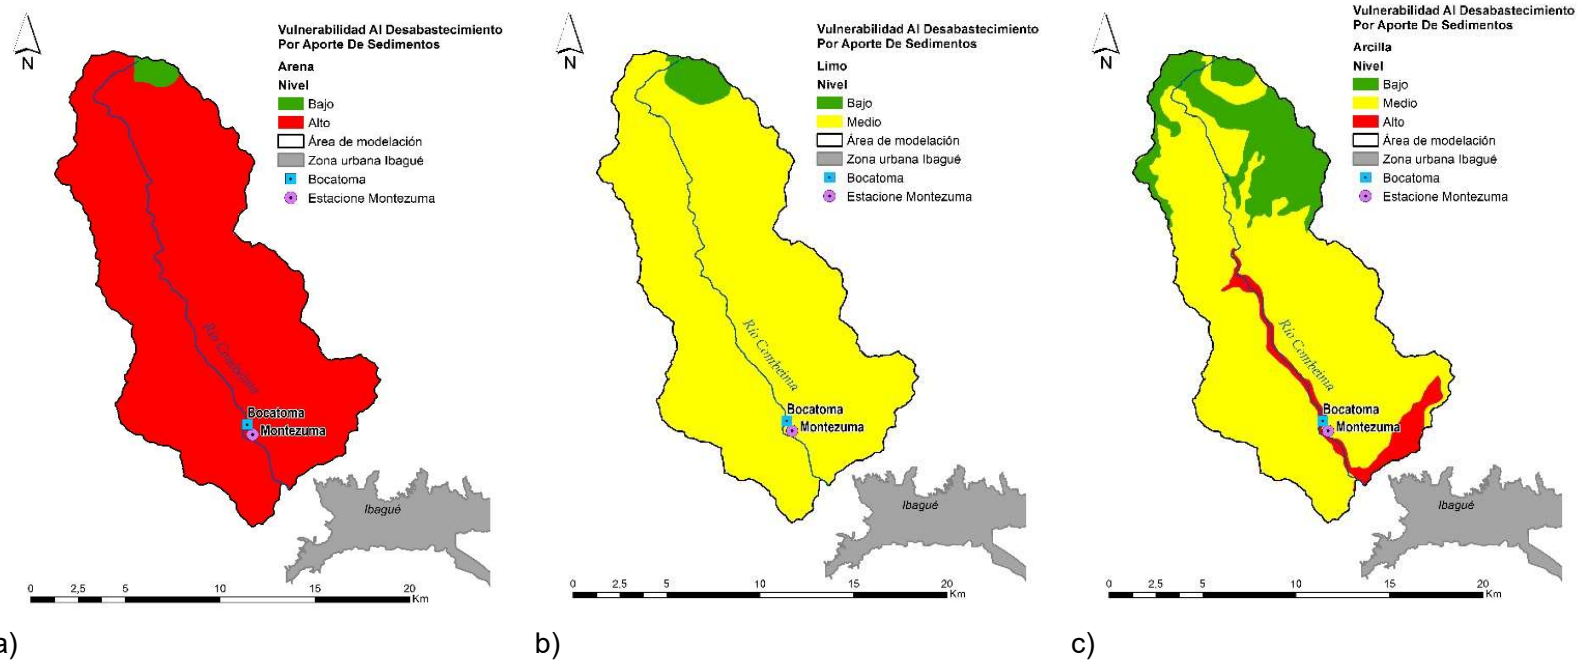 Vulnerabilidad Al Desabastecimiento
Por Aporte De Sedimentos
Arena
Nivel
Bajo
Alto
Área de modelación
Zona urbana Ibagué
Bocatoma
Estacione Montezuma
N
Río Combeima
Bocatoma
Montezuma
Ibagué
0 2,5 5 10 15 20
Km
a)
Vulnerabilidad Al Desabastecimiento
Por Aporte De Sedimentos
Limo
Nivel
Bajo
Medio
Área de modelación
Zona urbana Ibagué
Bocatoma
Estacione Montezuma
N
Río Combeima
Bocatoma
Montezuma
Ibagué
0 2,5 5 10 15 20
Km
b)
Vulnerabilidad Al Desabastecimiento
Por Aporte De Sedimentos
Arcilla
Nivel
Bajo
Medio
Alto
Área de modelación
Zona urbana Ibagué
Bocatoma
Estacione Montezuma
N
Río Combeima
Bocatoma
Montezuma
Ibagué
0 2,5 5 10 15 20
Km
c)